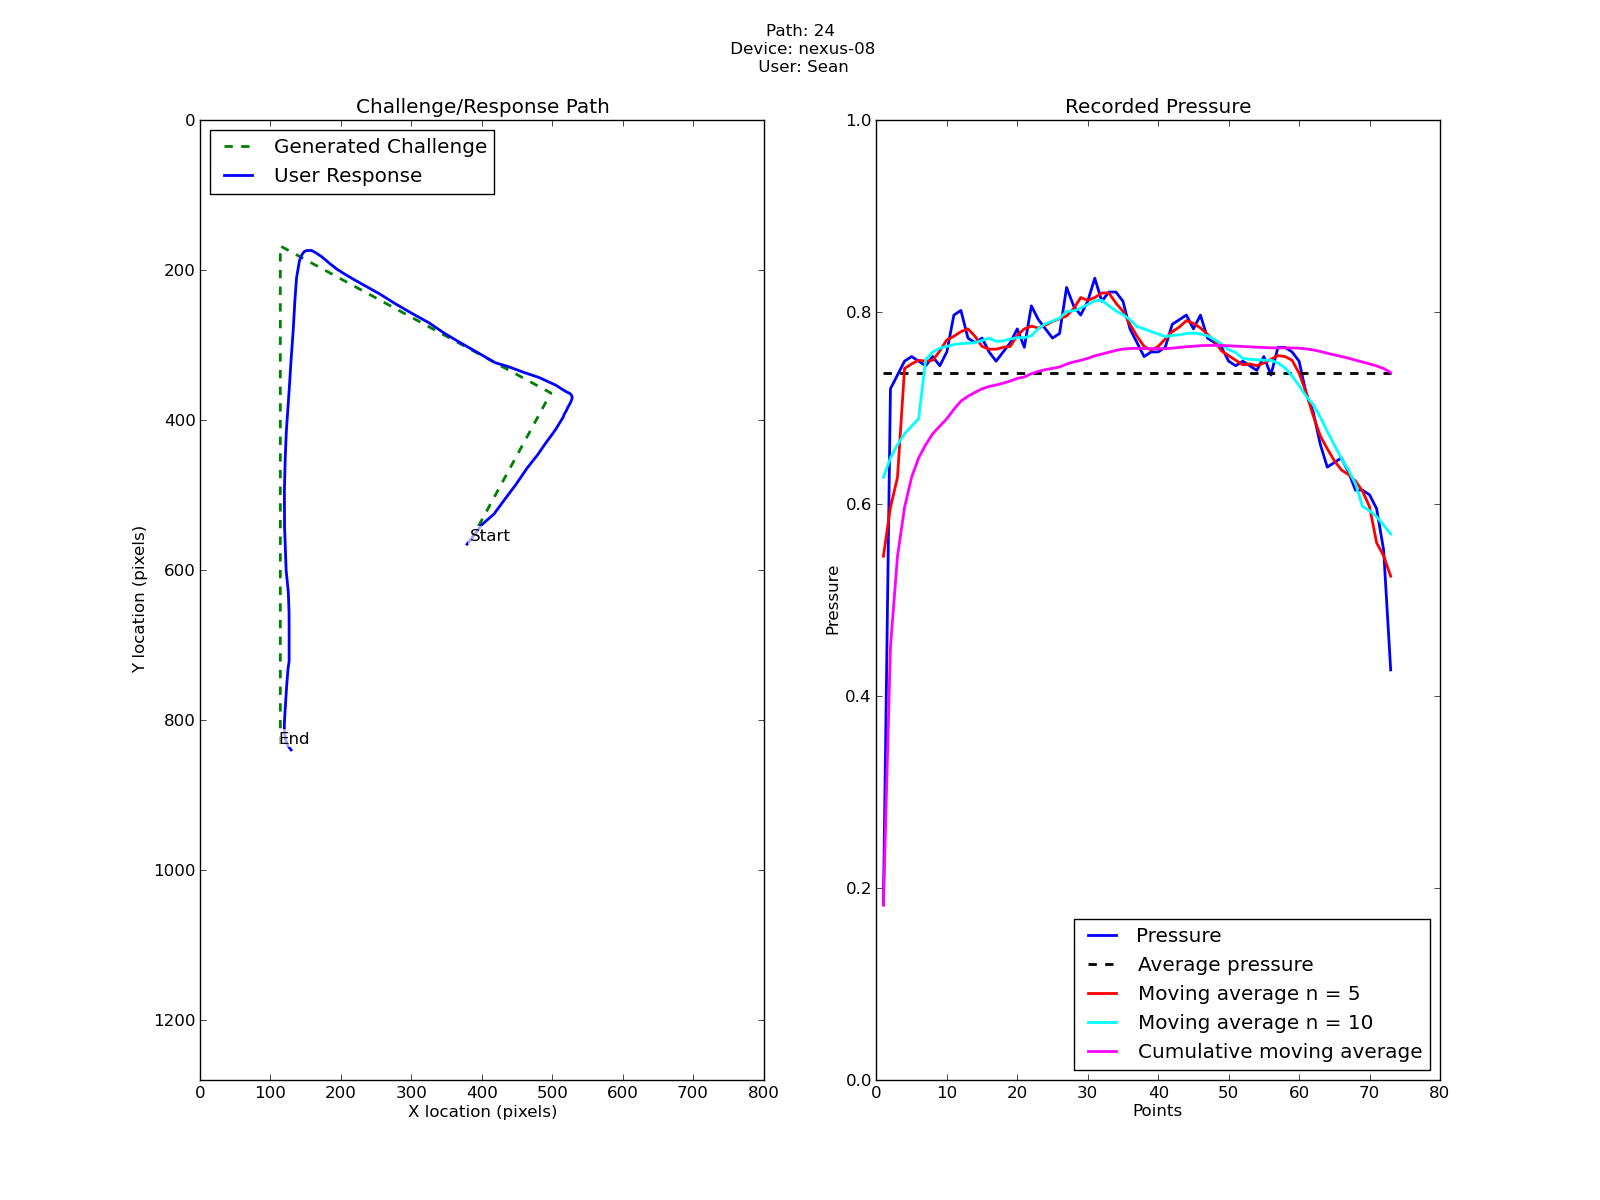 Path: 24
Device: nexus-08
User: Sean
Challenge/Response Path
Generated Challenge
User Response
0
200
400
600
800
1000
1200
Y location (pixels)
Start
End
0 100 200 300 400 500 600 700 800
X location (pixels)
Recorded Pressure
1.0
0.8
0.6
0.4
0.2
0.0
Pressure
Pressure
Average pressure
Moving average n = 5
Moving average n = 10
Cumulative moving average
0 10 20 30 40 50 60 70 80
Points